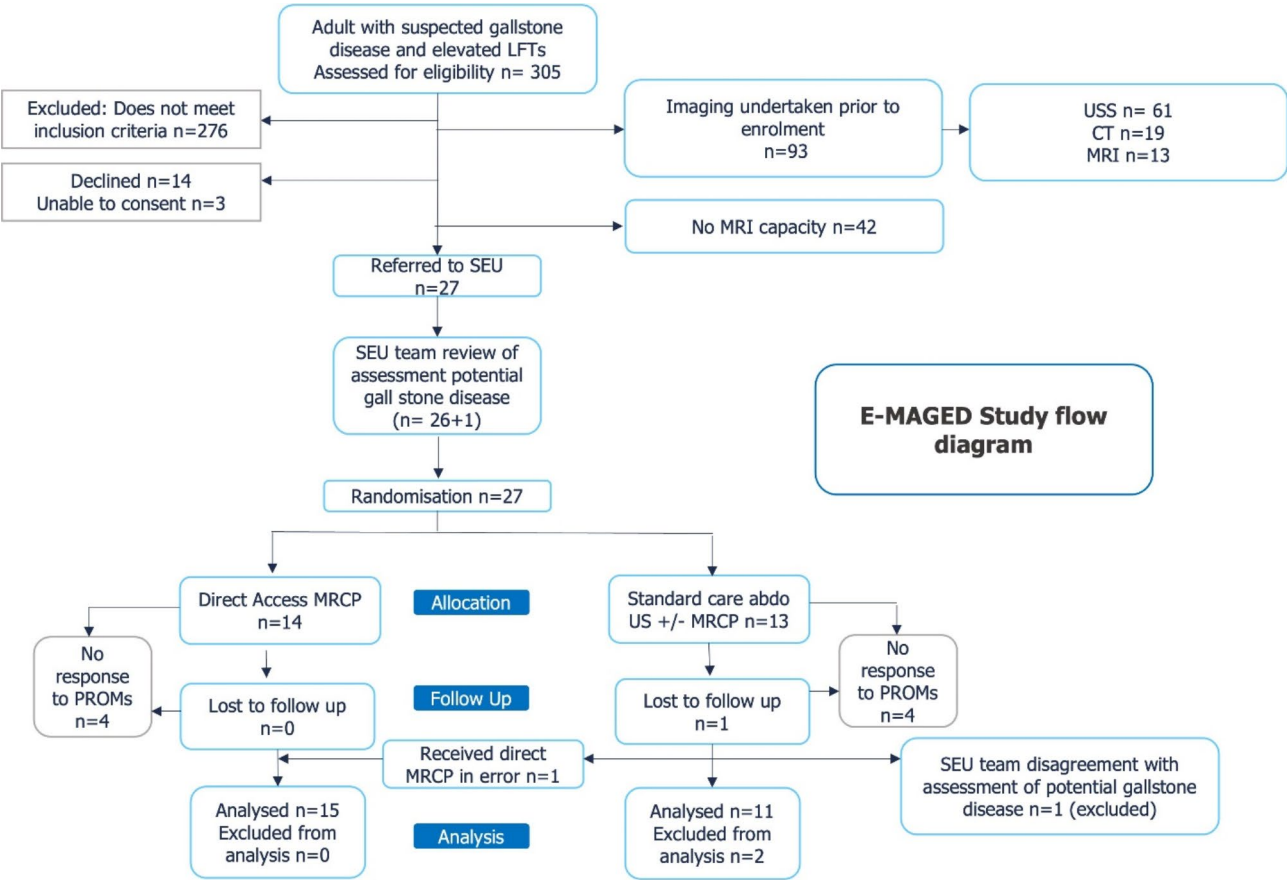 Adult with suspected gallstone
disease and elevated LFTs
Assessed for eligibility n= 305
Excluded: Does not meet
inclusion criteria n=276
Imaging undertaken prior to
enrolment
n=93
USS n= 61
CT n=19
MRI n=13
Declined n=14
Unable to consent n=3
No MRI capacity n=42
Referred to SEU
n=27
SEU team review of
assessment potential
gall stone disease
(n= 26+1)
E-MAGED Study flow
diagram
Randomisation n=27
Direct Access MRCP
n=14
Allocation
Standard care abdo
US +/- MRCP n=13
No
response
to PROMs
n=4
Lost to follow up
n=0
Follow Up
Lost to follow up
n=1
No
response
to PROMs
n=4
Received direct
MRCP in error n=1
SEU team disagreement with
assessment of potential gallstone
disease n=1 (excluded)
Analysed n=15
Excluded from
analysis n=0
Analysis
Analysed n=11
Excluded from
analysis n=2